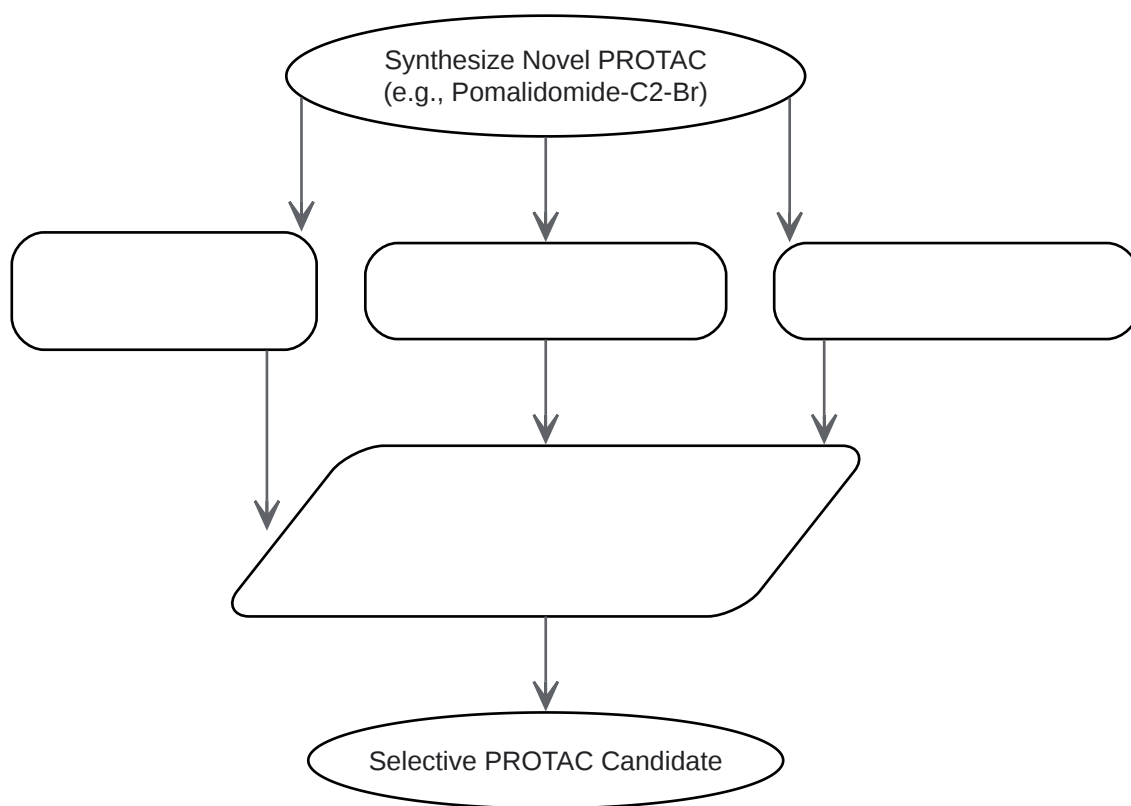 Synthesize Novel PROTAC
(e.g., Pomalidomide-C2-Br)
Selective PROTAC Candidate